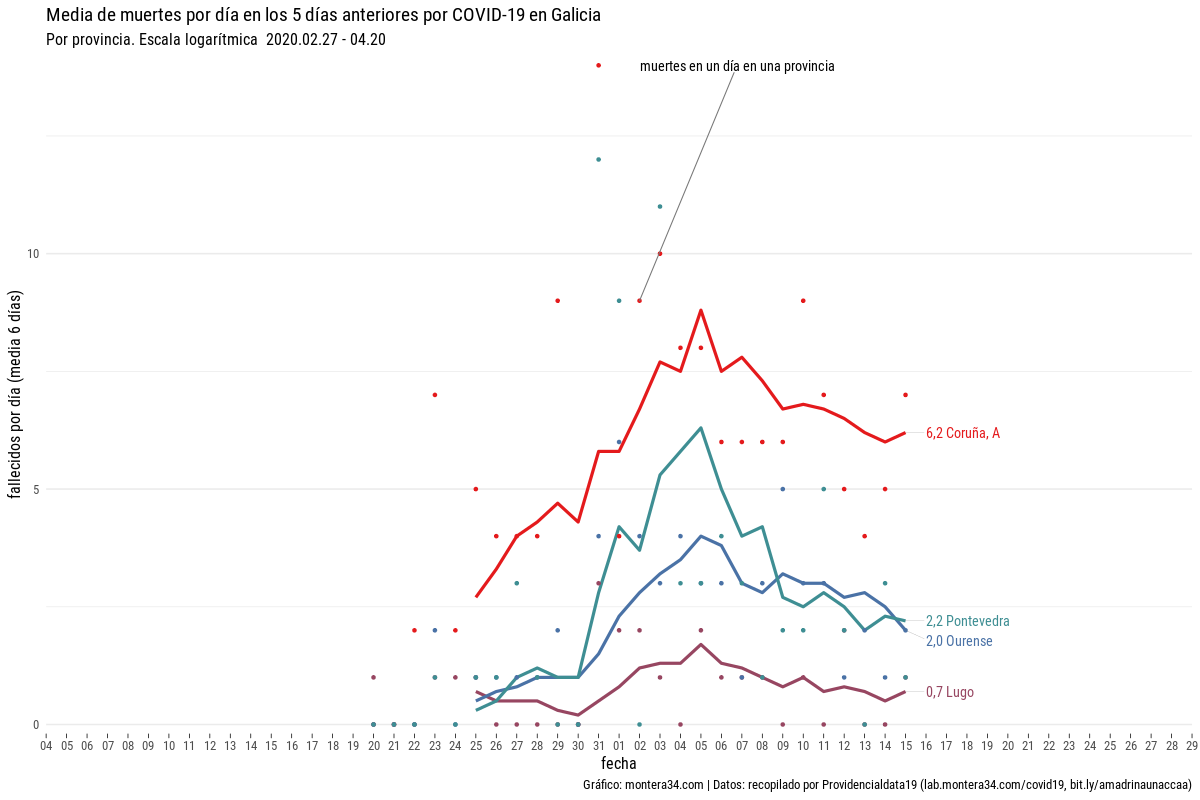 Media de muertes por día en los 5 días anteriores por COVID-19 en Galicia
Por provincia. Escala logarítmica  2020.02.27 - 04.20
muertes en un día en una provincia
10
5
0
fallecidos por día (media 6 días)
6,2 Coruña, A
2,2 Pontevedra
2,0 Ourense
0,7 Lugo
04 05 06 07 08 09 10 11 12 13 14 15 16 17 18 19 20 21 22 23 24 25 26 27 28 29 30 31 01 02 03 04 05 06 07 08 09 10 11 12 13 14 15 16 17 18 19 20 21 22 23 24 25 26 27 28 29
fecha
Gráfico: montera34.com | Datos: recopilado por Providencialdata19 (lab.montera34.com/covid19, bit.ly/amadrinaunaccaa)